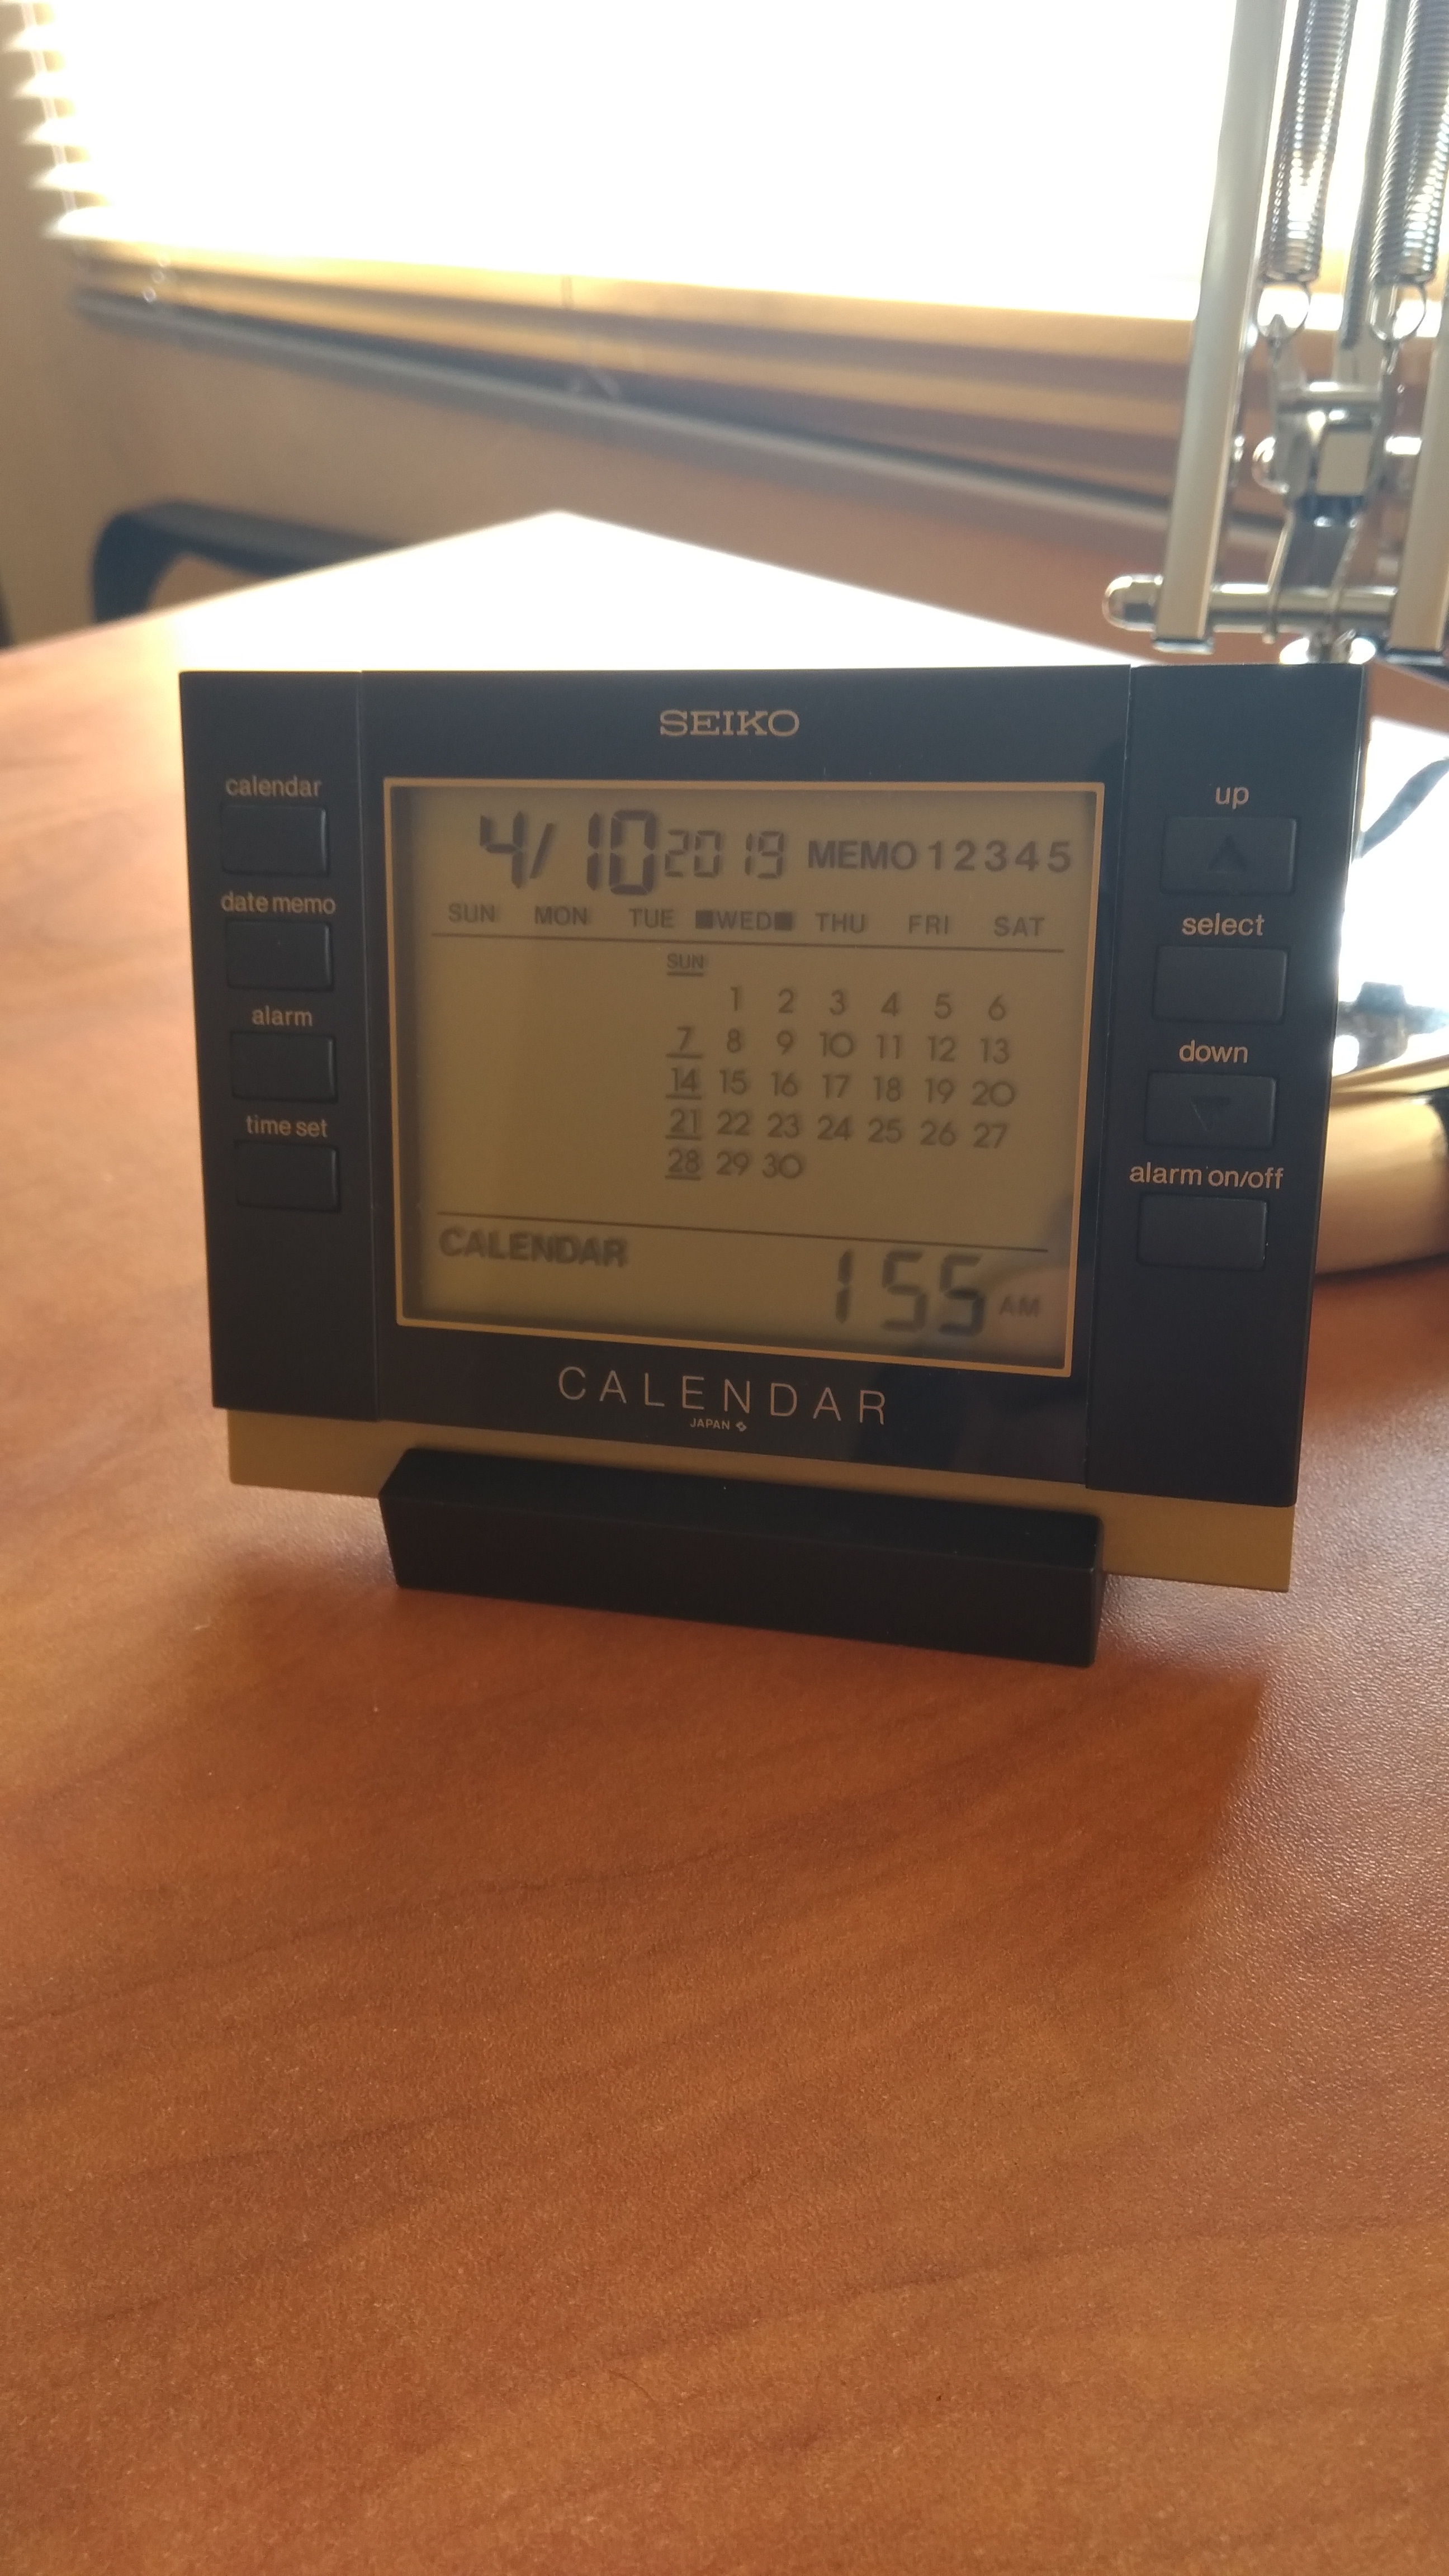 SEIKO
calendar
date memo
alarm
time set
4/10 2019 MEMO 1 2 3 4 5
SUN MON TUE WED THU FRI SAT
SUN
1 2 3 4 5 6
7 8 9 10 11 12 13
14 15 16 17 18 19 20
21 22 23 24 25 26 27
28 29 30
CALENDAR 1 55 AM
up
select
down
alarm on/off
CALENDAR
JAPAN